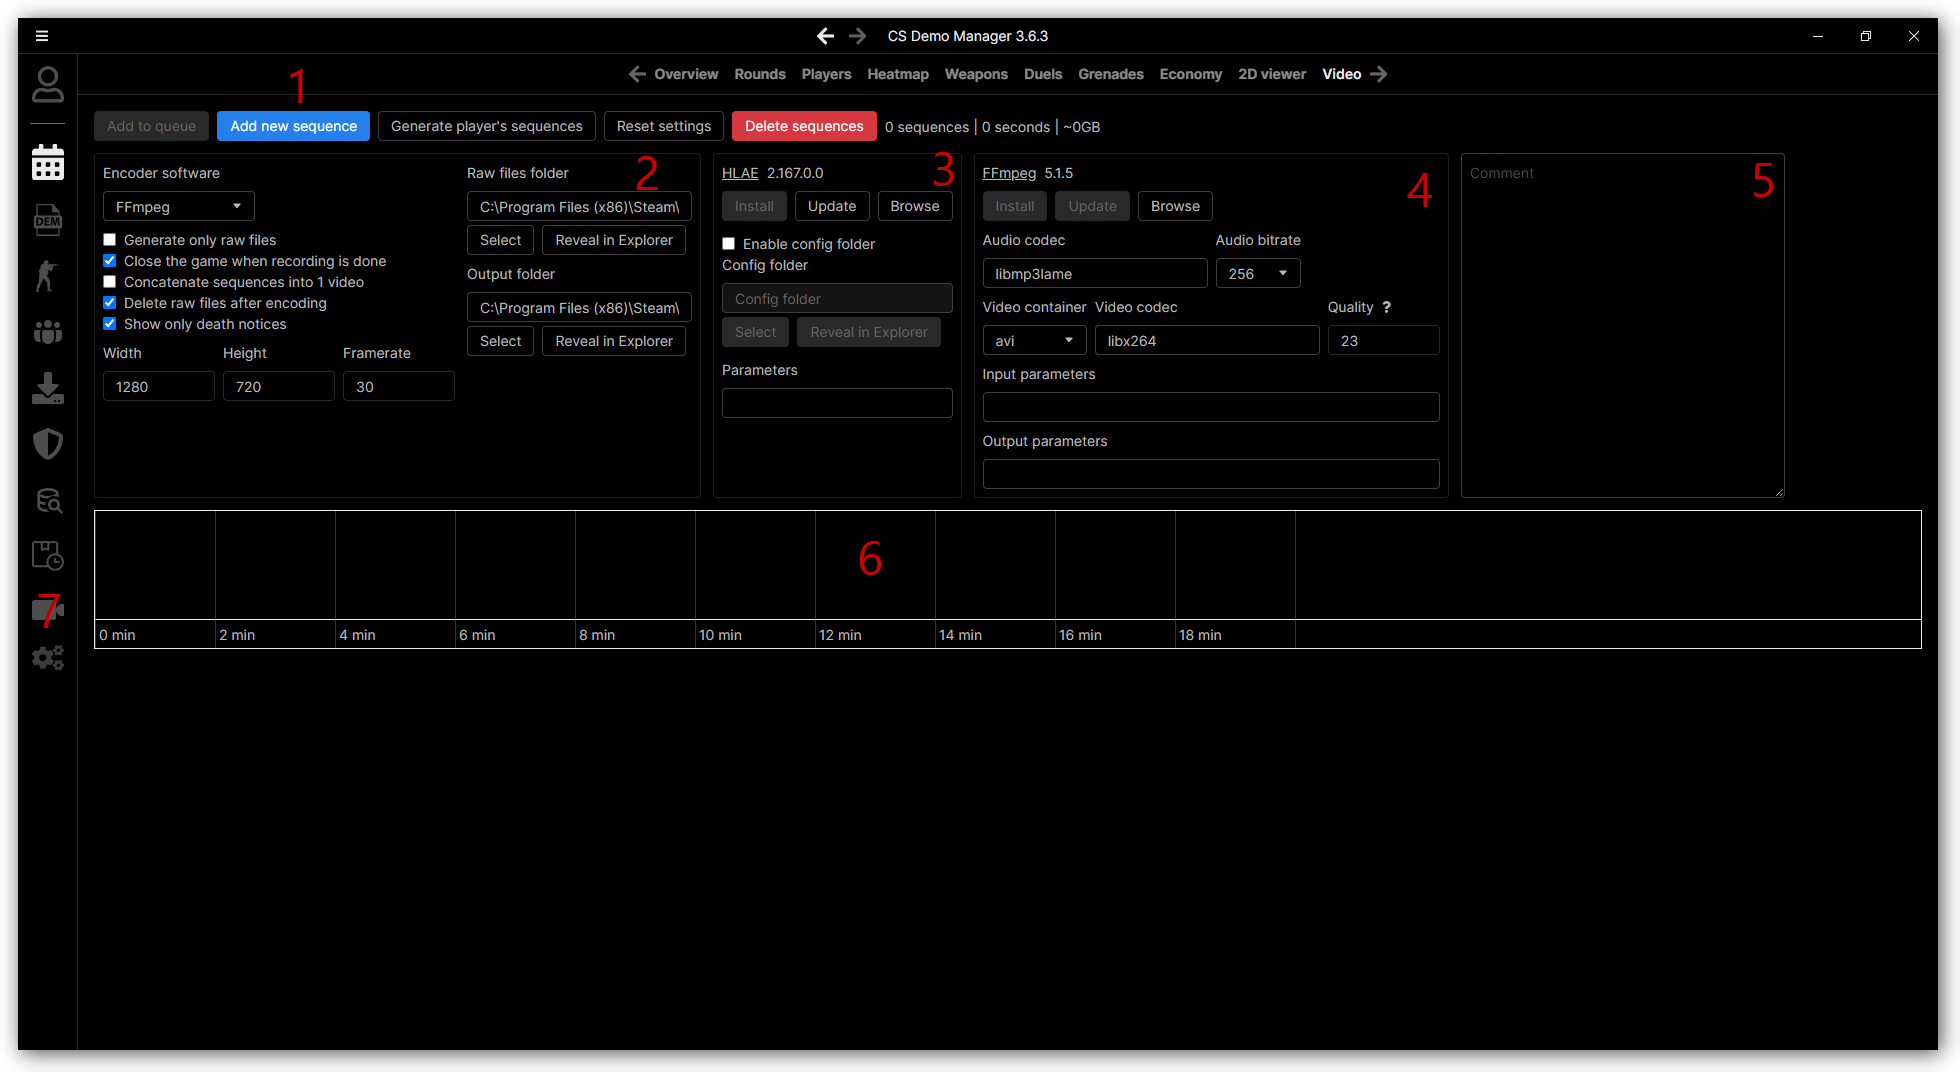 CS Demo Manager 3.6.3
Overview Rounds Players Heatmap Weapons Duels Grenades Economy 2D viewer Video
1
Add to queue Add new sequence Generate player's sequences Reset settings Delete sequences 0 sequences | 0 seconds | ~0GB
Encoder software
FFmpeg
Generate only raw files
Close the game when recording is done
Concatenate sequences into 1 video
Delete raw files after encoding
Show only death notices
Width Height Framerate
1280 720 30
Raw files folder 2
C:\Program Files (x86)\Steam\
Select Reveal in Explorer
Output folder
C:\Program Files (x86)\Steam\
Select Reveal in Explorer
HLAE 2.167.0.0 3
Install Update Browse
Enable config folder
Config folder
Config folder
Select Reveal in Explorer
Parameters
FFmpeg 5.1.5 4
Install Update Browse
Audio codec Audio bitrate
libmp3lame 256
Video container Video codec Quality ?
avi libx264 23
Input parameters
Output parameters
Comment 5
6
0 min 2 min 4 min 6 min 8 min 10 min 12 min 14 min 16 min 18 min
DEM
7